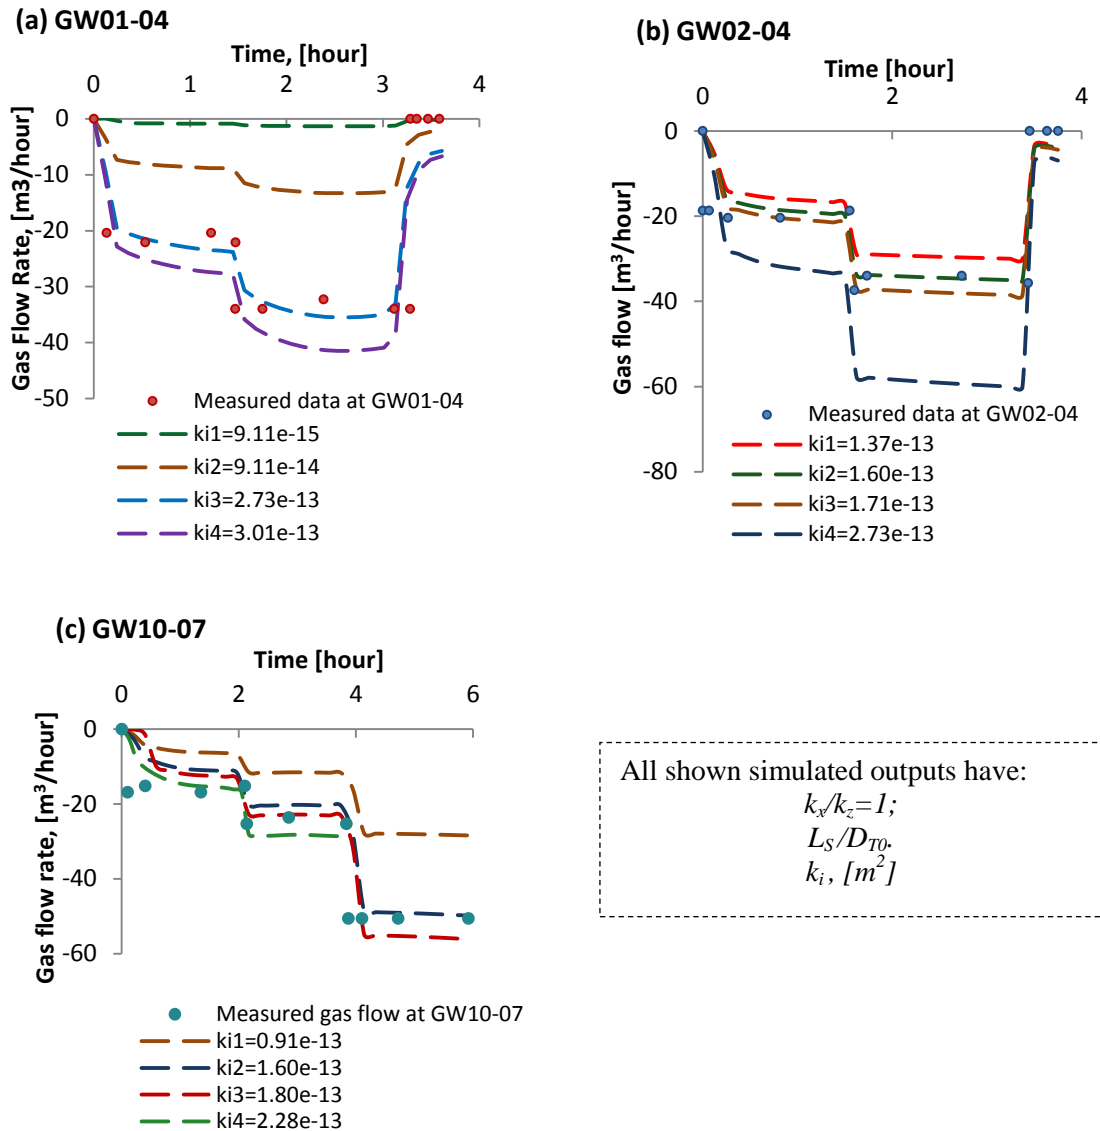 (a) GW01-04
Time, [hour]
0 1 2 3 4
0
-10
-20
-30
-40
-50
Gas Flow Rate, [m3/hour]
Measured data at GW01-04
ki1=9.11e-15
ki2=9.11e-14
ki3=2.73e-13
ki4=3.01e-13
(b) GW02-04
Time [hour]
0 2 4
0
-20
-40
-60
-80
Gas flow [m³/hour]
Measured data at GW02-04
ki1=1.37e-13
ki2=1.60e-13
ki3=1.71e-13
ki4=2.73e-13
(c) GW10-07
Time [hour]
0 2 4 6
0
-20
-40
-60
Gas flow rate, [m³/hour]
Measured gas flow at GW10-07
ki1=0.91e-13
ki2=1.60e-13
ki3=1.80e-13
ki4=2.28e-13
All shown simulated outputs have:
kx/kz=1;
LS/DT0.
ki, [m²]